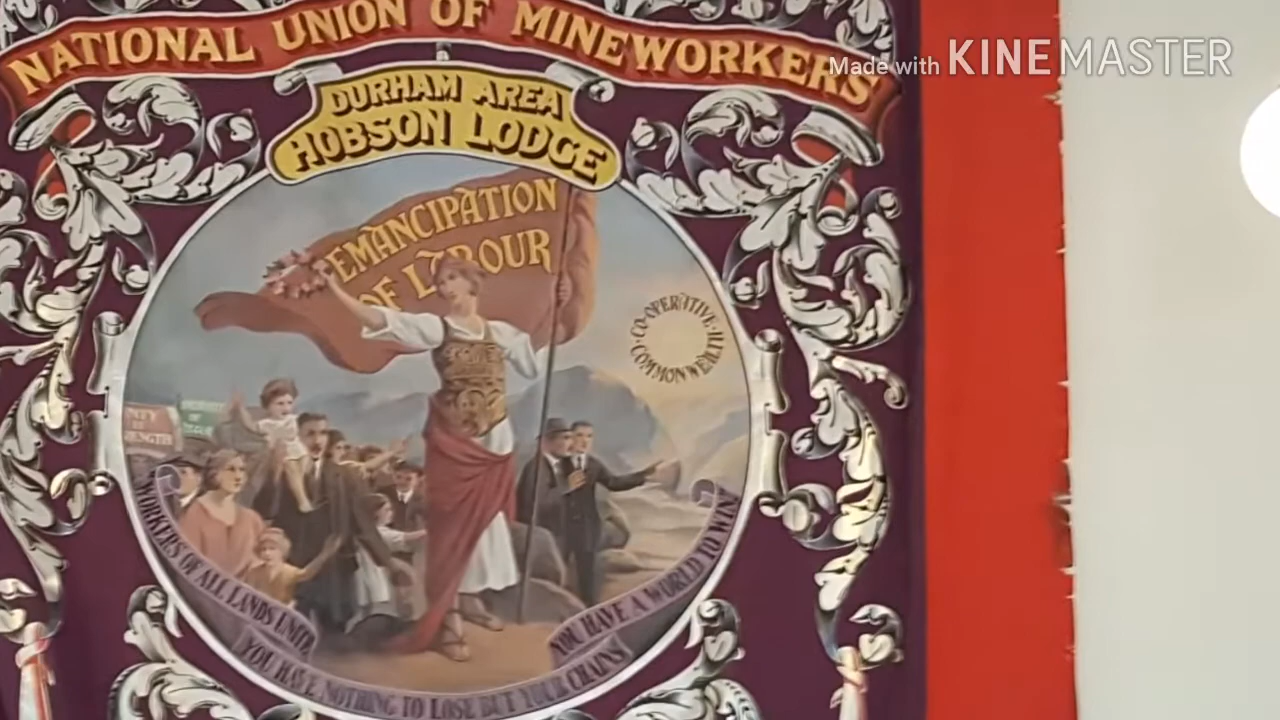 NATIONAL UNION OF MINEWORKERS
Made with KINEMASTER
DURHAM AREA
HOBSON LODGE
EMANCIPATION
OF LABOUR
CO-OPERATIVE
COMMONWEALTH
WORKERS OF ALL LANDS UNITE
YOU HAVE NOTHING TO LOSE BUT YOUR CHAINS
YOU HAVE A WORLD TO WIN